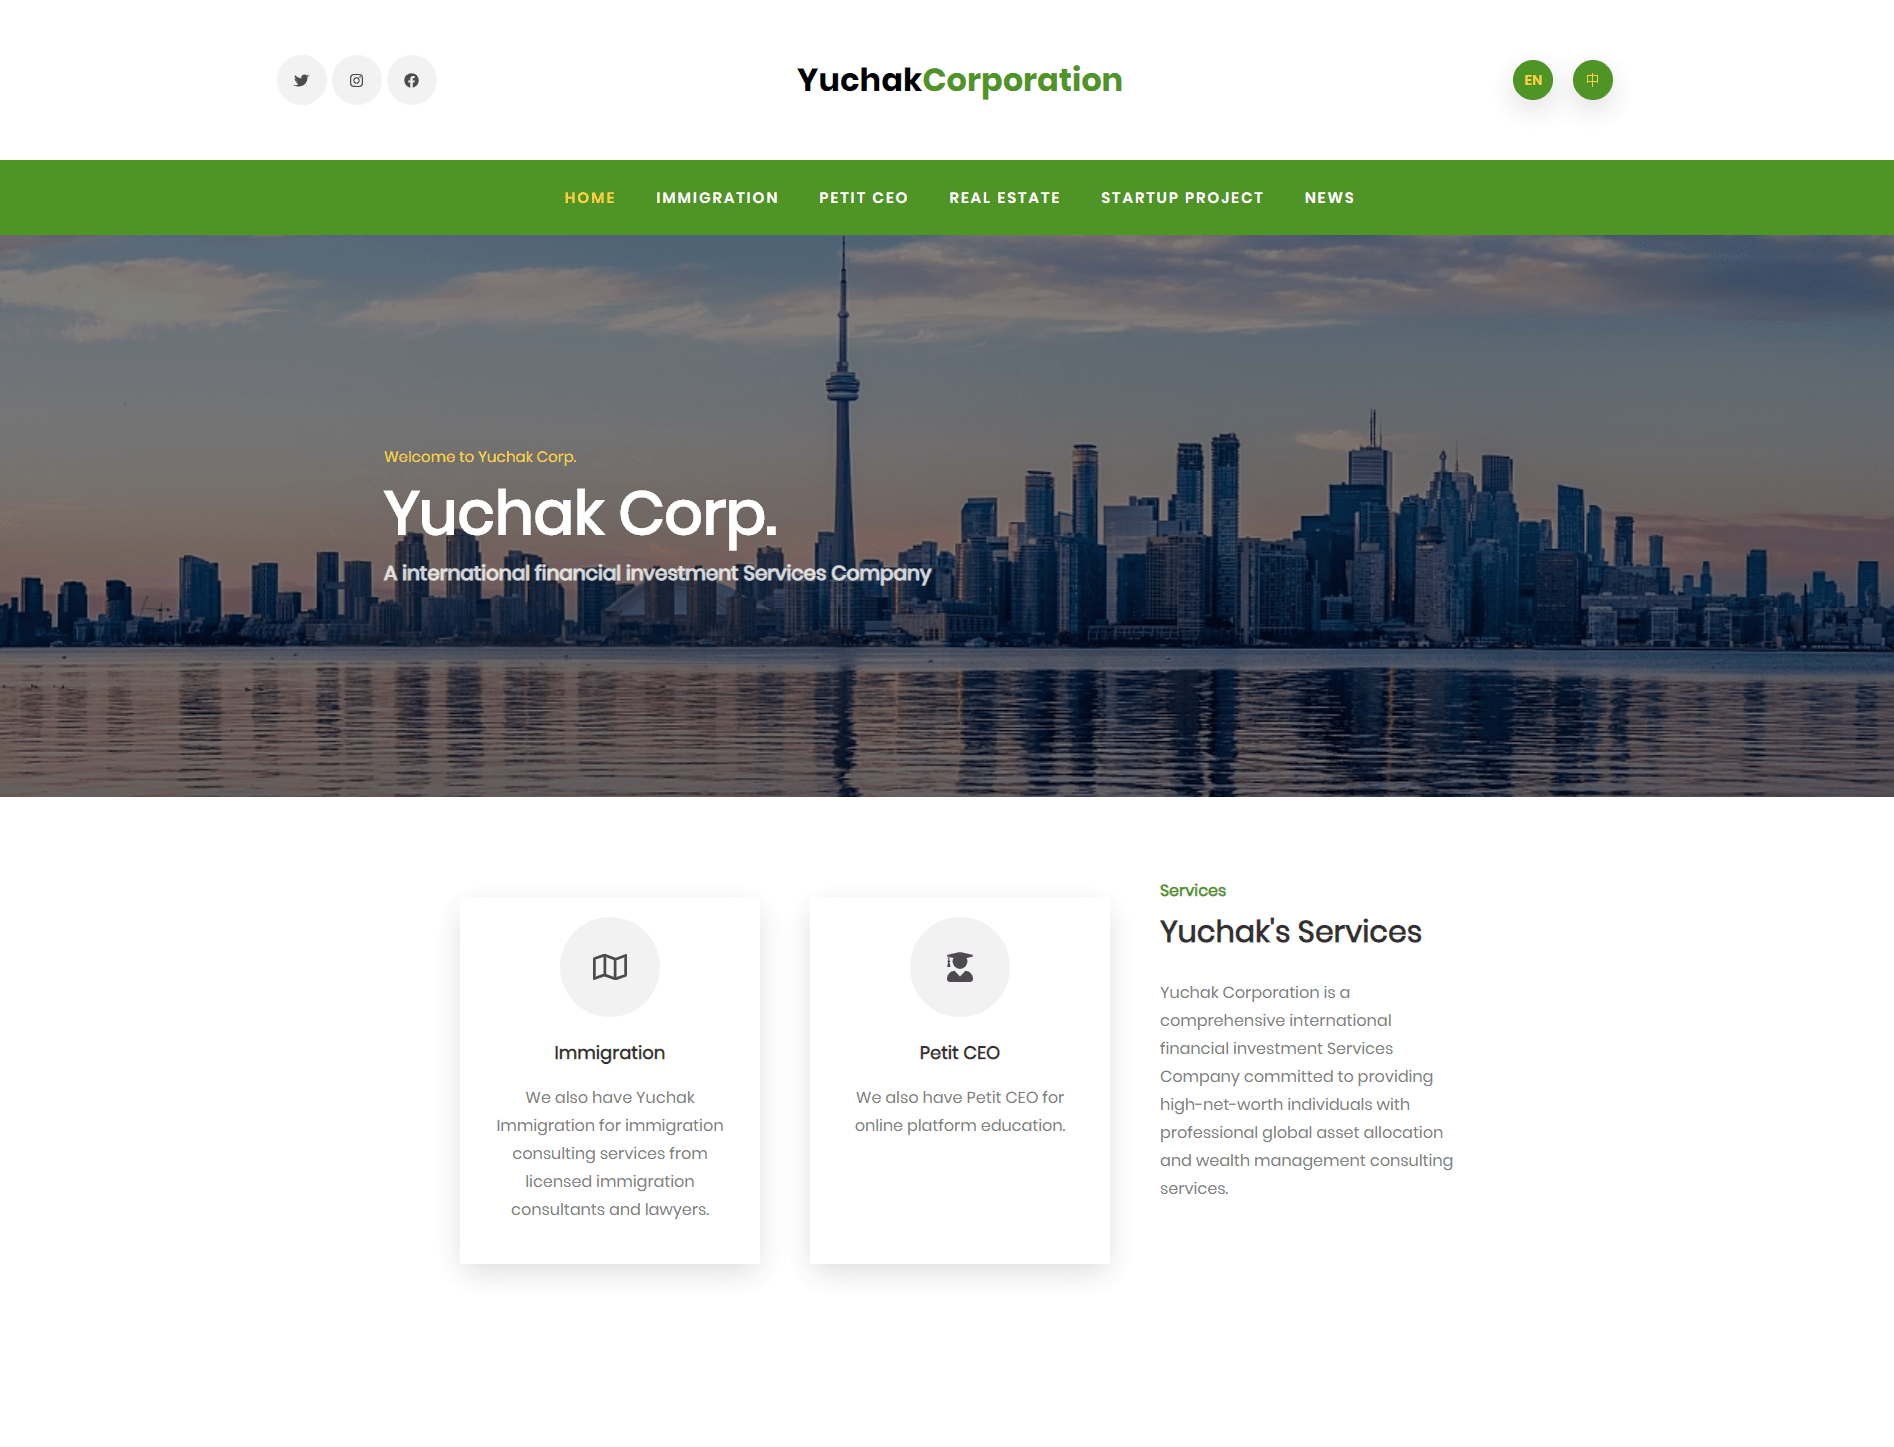 YuchakCorporation
EN
中
HOME
IMMIGRATION
PETIT CEO
REAL ESTATE
STARTUP PROJECT
NEWS
Welcome to Yuchak Corp.
Yuchak Corp.
A international financial investment Services Company
Immigration
We also have Yuchak
Immigration for immigration
consulting services from
licensed immigration
consultants and lawyers.
Petit CEO
We also have Petit CEO for
online platform education.
Services
Yuchak's Services
Yuchak Corporation is a
comprehensive international
financial investment Services
Company committed to providing
high-net-worth individuals with
professional global asset allocation
and wealth management consulting
services.